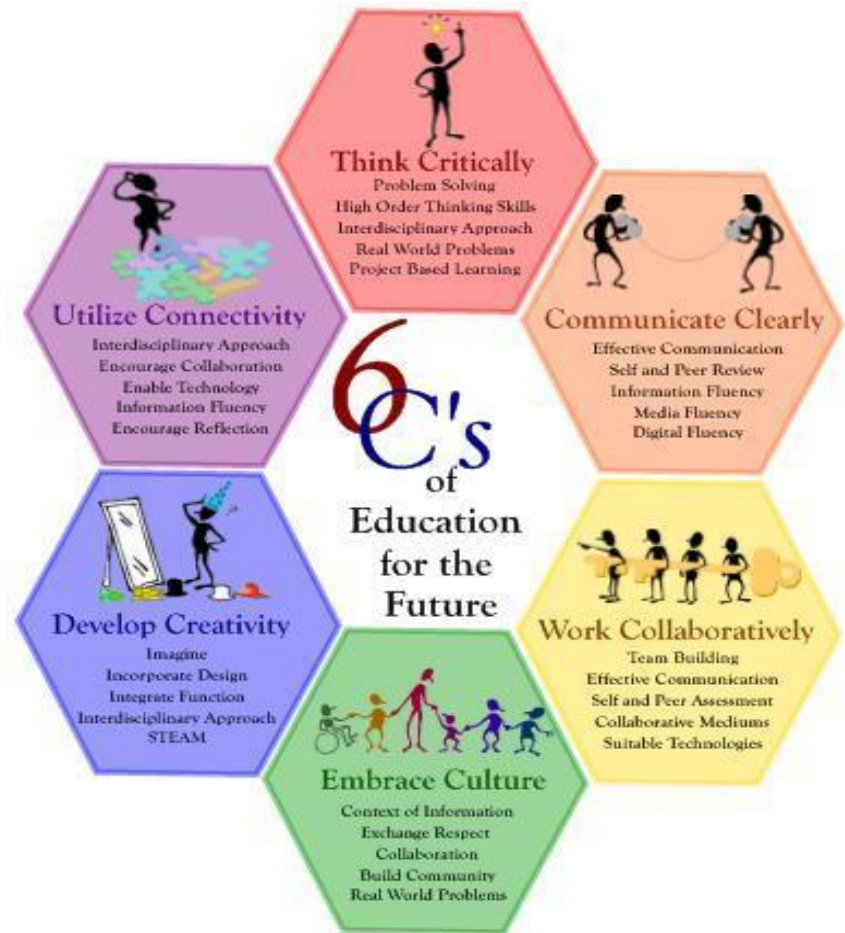 Think Critically
Problem Solving
High Order Thinking Skills
Interdisciplinary Approach
Real World Problems
Project Based Learning
Utilize Connectivity
Interdisciplinary Approach
Encourage Collaboration
Enable Technology
Information Fluency
Encourage Reflection
Communicate Clearly
Effective Communication
Self and Peer Review
Information Fluency
Media Fluency
Digital Fluency
6
C's
of
Education
for the
Future
Develop Creativity
Imagine
Incorporate Design
Integrate Function
Interdisciplinary Approach
STEAM
Work Collaboratively
Team Building
Effective Communication
Self and Peer Assessment
Collaborative Mediums
Suitable Technologies
Embrace Culture
Context of Information
Exchange Respect
Collaboration
Build Community
Real World Problems